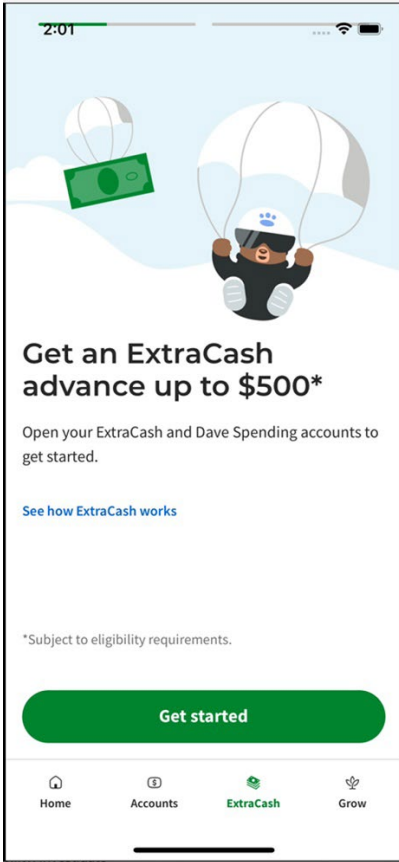 2:01
Get an ExtraCash
advance up to $500*
Open your ExtraCash and Dave Spending accounts to
get started.
See how ExtraCash works
*Subject to eligibility requirements.
Get started
Home Accounts ExtraCash Grow